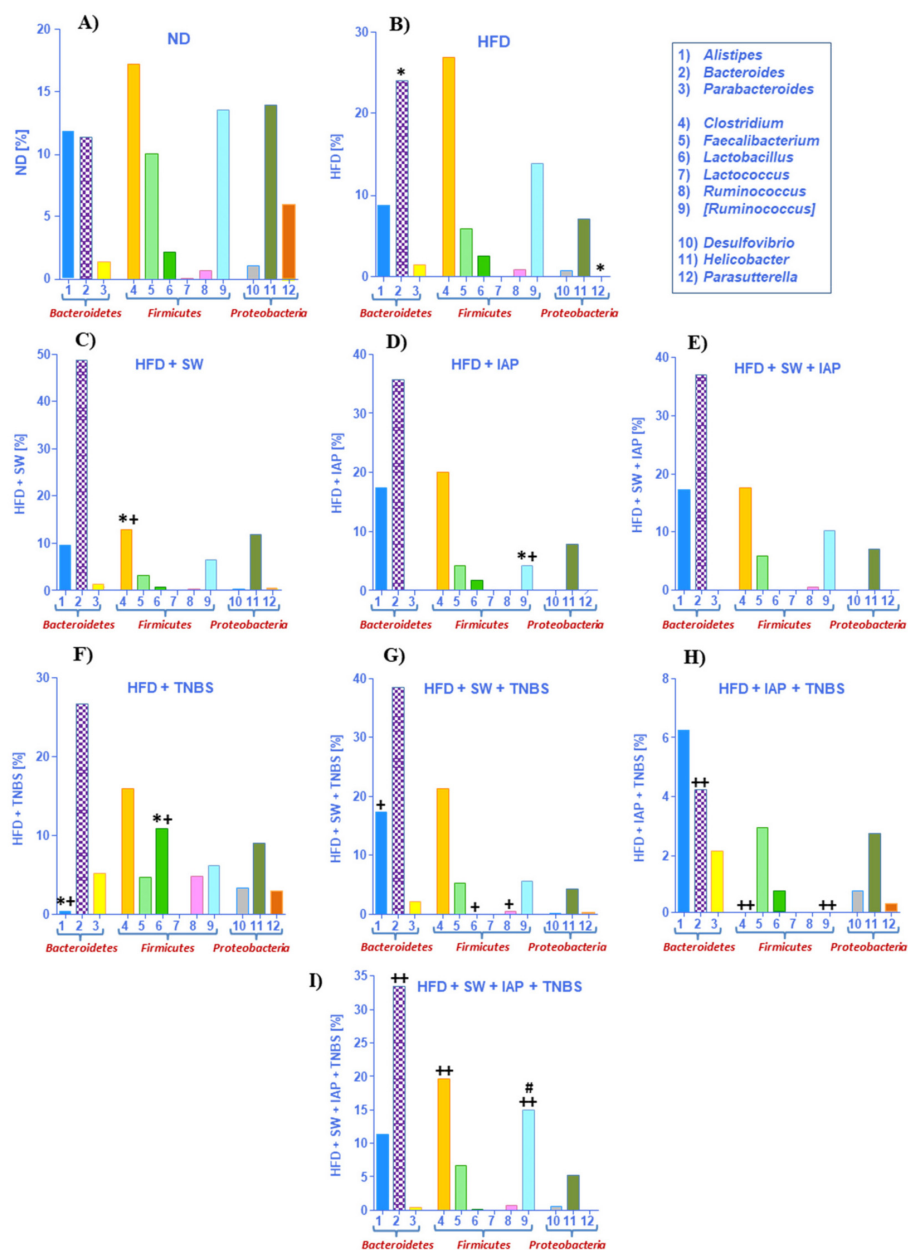 A)
ND
ND [%]
20
15
10
5
0
1 2 3 4 5 6 7 8 9 10 11 12
Bacteroidetes Firmicutes Proteobacteria
B)
HFD
HFD [%]
30
20
10
0
*
*
1 2 3 4 5 6 7 8 9 10 11 12
Bacteroidetes Firmicutes Proteobacteria
1) Alistipes
2) Bacteroides
3) Parabacteroides
4) Clostridium
5) Faecalibacterium
6) Lactobacillus
7) Lactococcus
8) Ruminococcus
9) [Ruminococcus]
10) Desulfovibrio
11) Helicobacter
12) Parasutterella
C)
HFD + SW
HFD + SW [%]
50
40
30
20
10
0
*+
1 2 3 4 5 6 7 8 9 10 11 12
Bacteroidetes Firmicutes Proteobacteria
D)
HFD + IAP
HFD + IAP [%]
40
30
20
10
0
*+
1 2 3 4 5 6 7 8 9 10 11 12
Bacteroidetes Firmicutes Proteobacteria
E)
HFD + SW + IAP
HFD + SW + IAP [%]
40
30
20
10
0
1 2 3 4 5 6 7 8 9 10 11 12
Bacteroidetes Firmicutes Proteobacteria
F)
HFD + TNBS
HFD + TNBS [%]
30
20
10
0
*+
*+
1 2 3 4 5 6 7 8 9 10 11 12
Bacteroidetes Firmicutes Proteobacteria
G)
HFD + SW + TNBS
HFD + SW + TNBS [%]
40
30
20
10
0
+
+
+
1 2 3 4 5 6 7 8 9 10 11 12
Bacteroidetes Firmicutes Proteobacteria
H)
HFD + IAP + TNBS
HFD + IAP + TNBS [%]
8
6
4
2
0
++
++
++
1 2 3 4 5 6 7 8 9 10 11 12
Bacteroidetes Firmicutes Proteobacteria
I)
HFD + SW + IAP + TNBS
HFD + SW + IAP + TNBS [%]
35
30
25
20
15
10
5
0
++
++
#
++
1 2 3 4 5 6 7 8 9 10 11 12
Bacteroidetes Firmicutes Proteobacteria